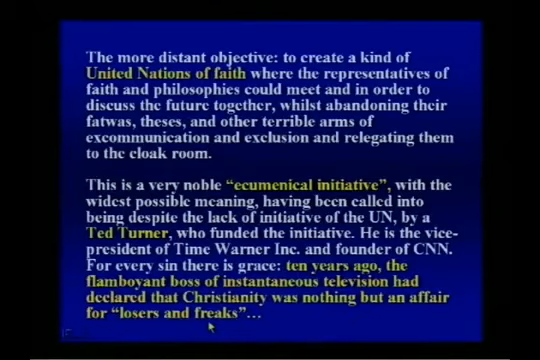 The more distant objective: to create a kind of
United Nations of faith where the representatives of
faith and philosophies could meet and in order to
discuss the future together, whilst abandoning their
fatwas, theses, and other terrible arms of
excommunication and exclusion and relegating them
to the cloak room.
This is a very noble “ecumenical initiative”, with the
widest possible meaning, having been called into
being despite the lack of initiative of the UN, by a
Ted Turner, who funded the initiative. He is the vice-
president of Time Warner Inc. and founder of CNN.
For every sin there is grace: ten years ago, the
flamboyant boss of instantaneous television had
declared that Christianity was nothing but an affair
for “losers and freaks”…